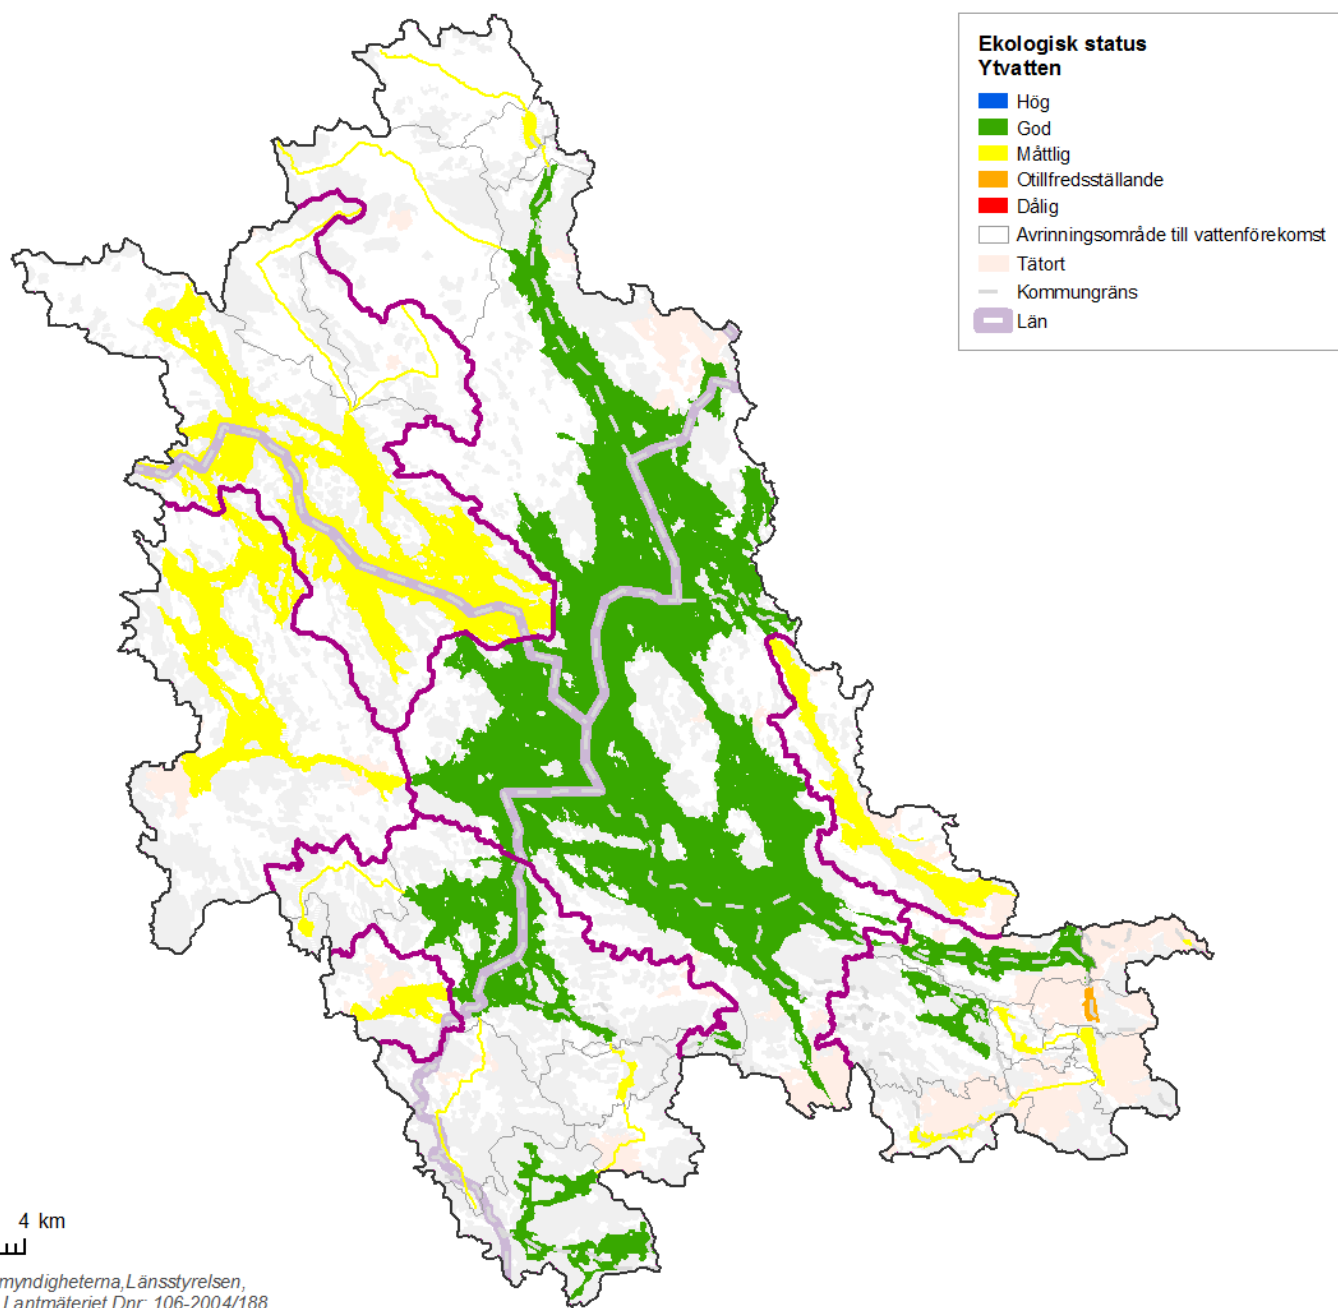 Ekologisk status
Ytvatten
Hög
God
Måttlig
Otillfredsställande
Dålig
Avrinningsområde till vattenförekomst
Tätort
Kommungräns
Län
4 km
myndigheterna,Länsstyrelsen,
Lantmäteriet Dnr: 106-2004/188